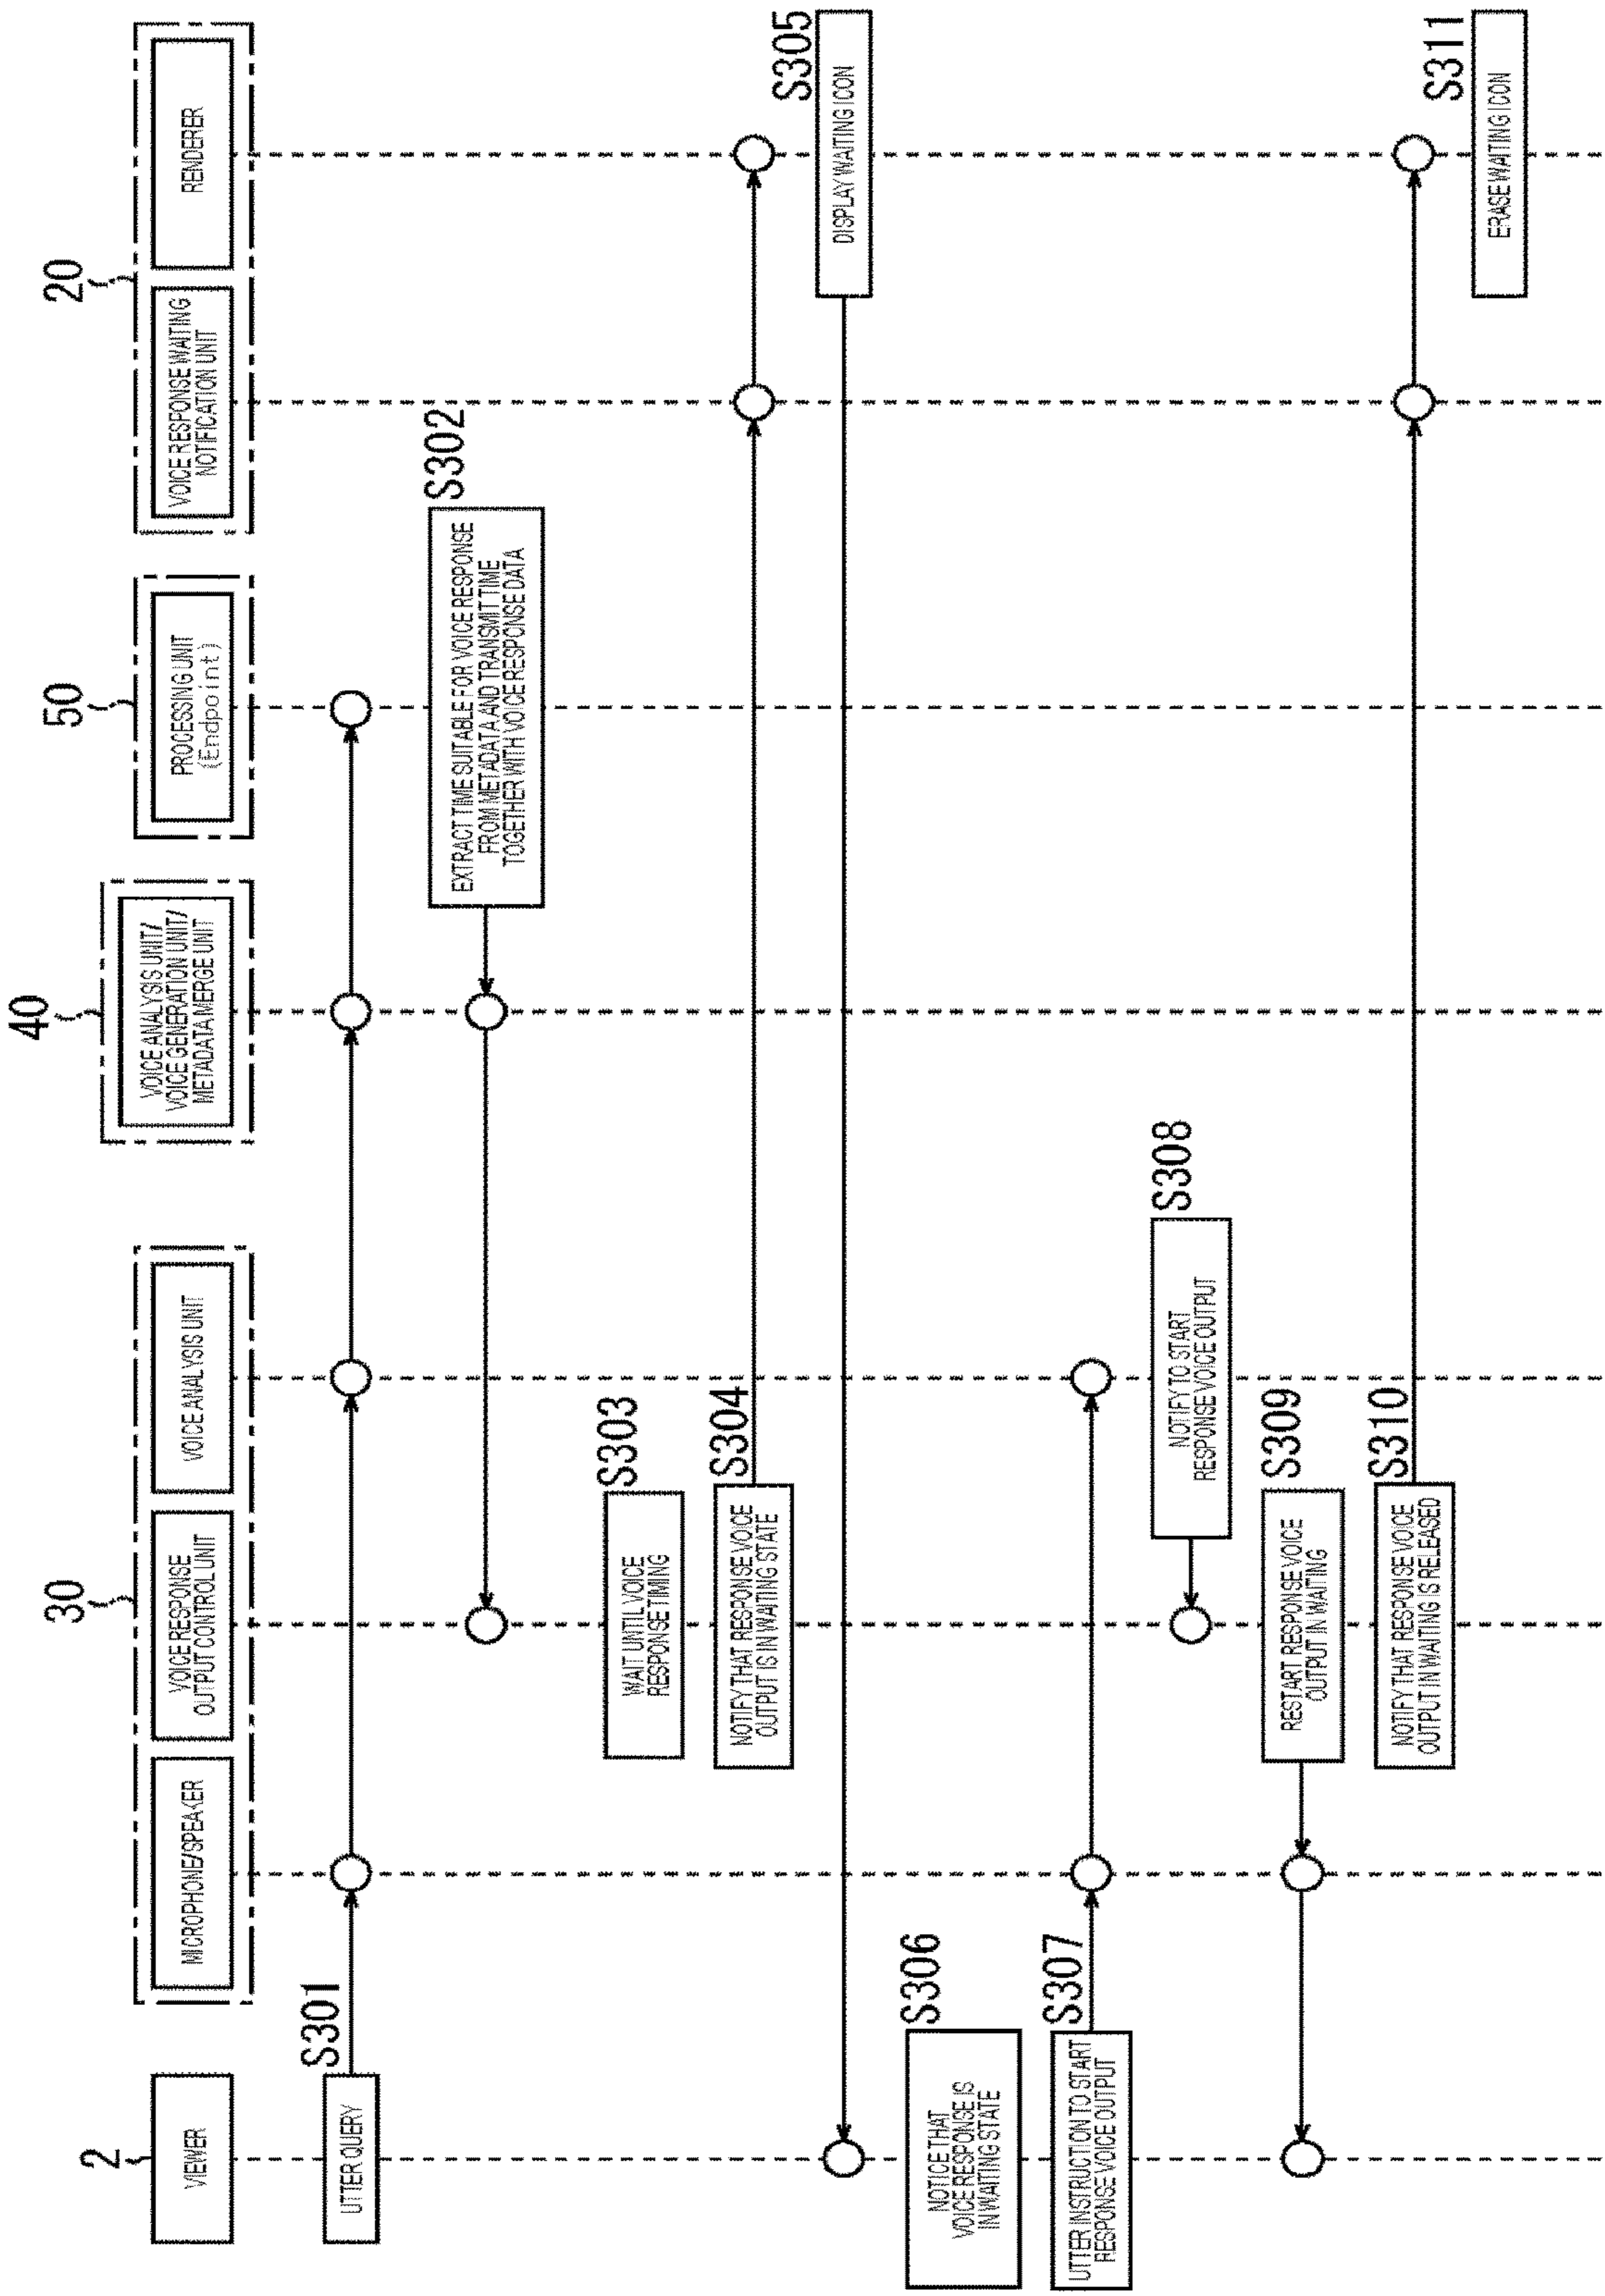 2
30
40
50
20
VIEWER
MICROPHONE/SPEAKER
VOICE RESPONSE
OUTPUT CONTROL UNIT
VOICE ANALYSIS UNIT
VOICE ANALYSIS UNIT/
VOICE GENERATION UNIT/
METADATA MERGE UNIT
PROCESSING UNIT
(Endpoint)
VOICE RESPONSE WAITING
NOTIFICATION UNIT
RENDERER
S301
UTTER QUERY
S302
EXTRACT TIME SUITABLE FOR VOICE RESPONSE
FROM METADATA AND TRANSMIT TIME
TOGETHER WITH VOICE RESPONSE DATA
S303
WAIT UNTIL VOICE
RESPONSE TIMING
S304
NOTIFY THAT RESPONSE VOICE
OUTPUT IS IN WAITING STATE
S305
DISPLAY WAITING ICON
S306
NOTICE THAT
VOICE RESPONSE IS
IN WAITING STATE
S307
UTTER INSTRUCTION TO START
RESPONSE VOICE OUTPUT
S308
NOTIFY TO START
RESPONSE VOICE OUTPUT
S309
RESTART RESPONSE VOICE
OUTPUT IN WAITING
S310
NOTIFY THAT RESPONSE VOICE
OUTPUT IN WAITING IS RELEASED
S311
ERASE WAITING ICON